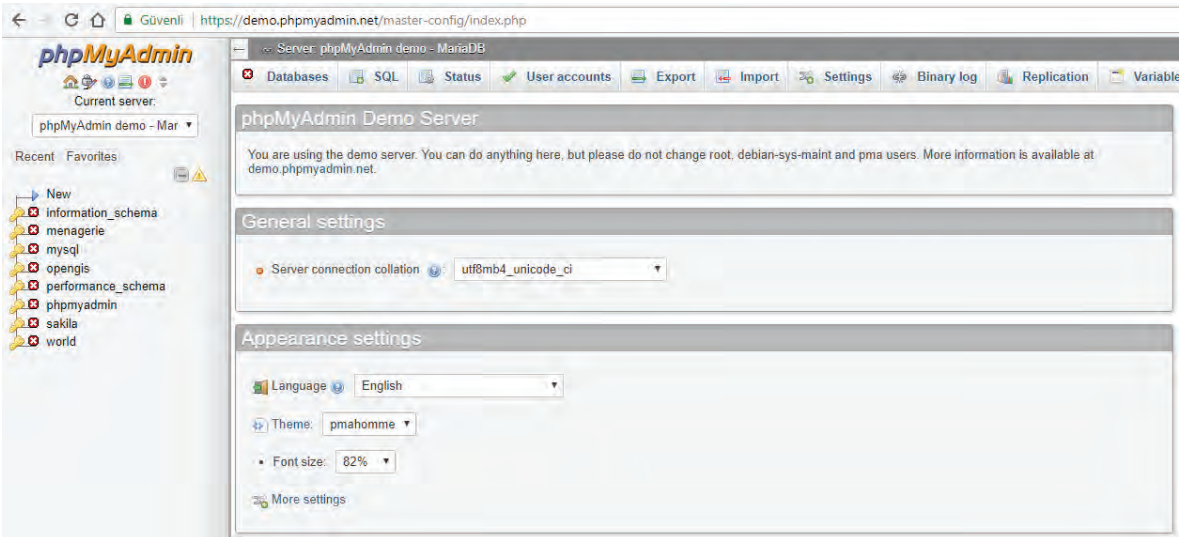 Güvenli | https://demo.phpmyadmin.net/master-config/index.php
phpMyAdmin
Current server:
phpMyAdmin demo - Mar
Recent Favorites
New
information_schema
menagerie
mysql
opengis
performance_schema
phpmyadmin
sakila
world
Server: phpMyAdmin demo - MariaDB
Databases SQL Status User accounts Export Import Settings Binary log Replication Variable
phpMyAdmin Demo Server
You are using the demo server. You can do anything here, but please do not change root, debian-sys-maint and pma users. More information is available at
demo.phpmyadmin.net.
General settings
Server connection collation : utf8mb4_unicode_ci
Appearance settings
Language English
Theme: pmahomme
Font size: 82%
More settings